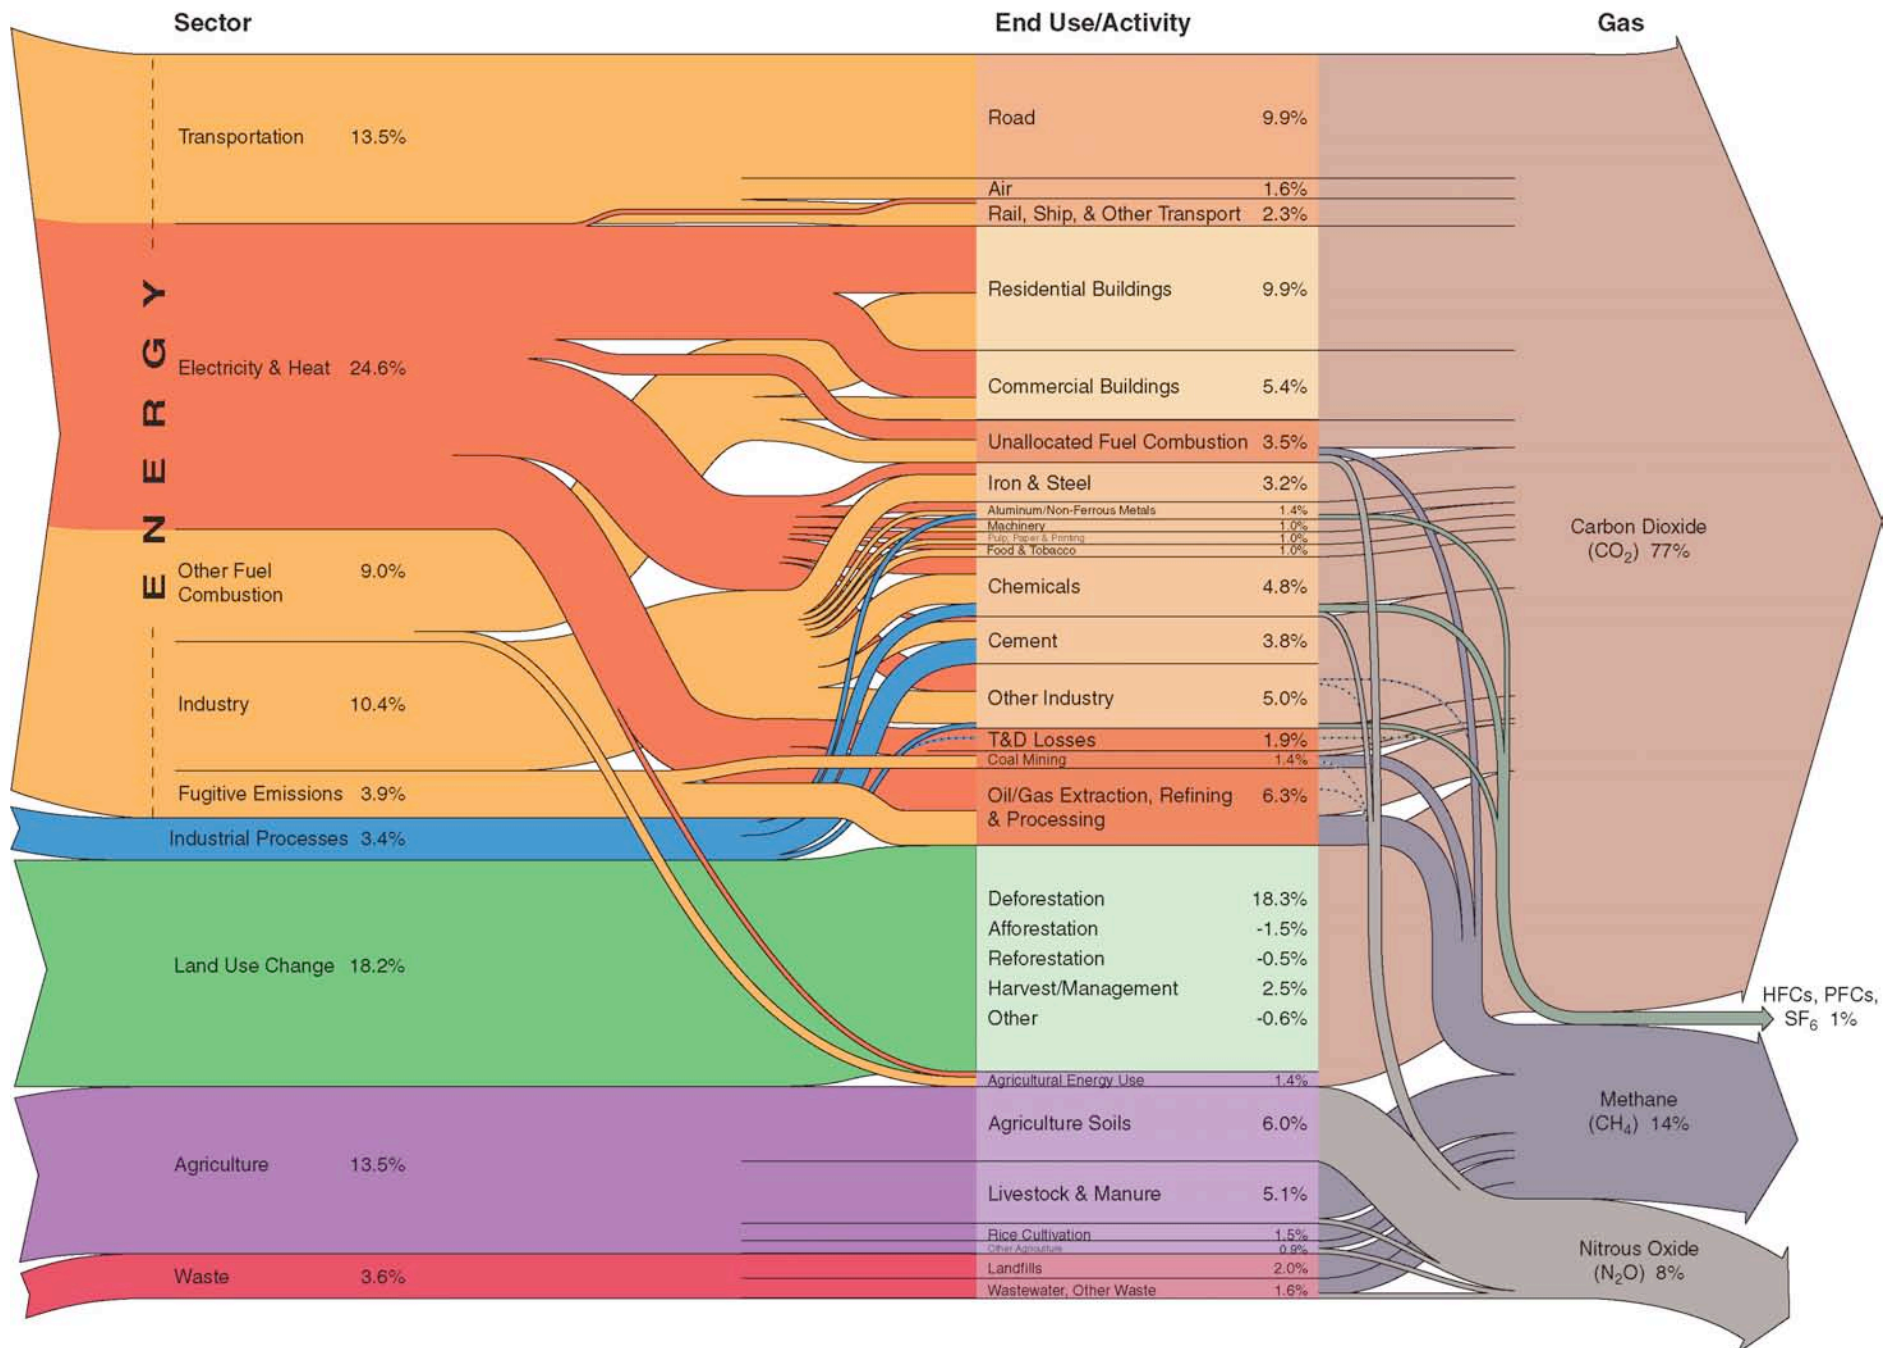 Sector
End Use/Activity
Gas
ENERGY
Transportation 13.5%
Electricity & Heat 24.6%
Other Fuel 9.0%
Combustion
Industry 10.4%
Fugitive Emissions 3.9%
Industrial Processes 3.4%
Land Use Change 18.2%
Agriculture 13.5%
Waste 3.6%
Road 9.9%
Air 1.6%
Rail, Ship, & Other Transport 2.3%
Residential Buildings 9.9%
Commercial Buildings 5.4%
Unallocated Fuel Combustion 3.5%
Iron & Steel 3.2%
Aluminum/Non-Ferrous Metals 1.4%
Machinery 1.0%
Pulp, Paper & Printing 1.0%
Food & Tobacco 1.0%
Chemicals 4.8%
Cement 3.8%
Other Industry 5.0%
T&D Losses 1.9%
Coal Mining 1.4%
Oil/Gas Extraction, Refining 6.3%
& Processing
Deforestation 18.3%
Afforestation -1.5%
Reforestation -0.5%
Harvest/Management 2.5%
Other -0.6%
Agricultural Energy Use 1.4%
Agriculture Soils 6.0%
Livestock & Manure 5.1%
Rice Cultivation 1.5%
Other Agriculture 0.9%
Landfills 2.0%
Wastewater, Other Waste 1.6%
Carbon Dioxide
(CO₂) 77%
HFCs, PFCs,
SF₆ 1%
Methane
(CH₄) 14%
Nitrous Oxide
(N₂O) 8%